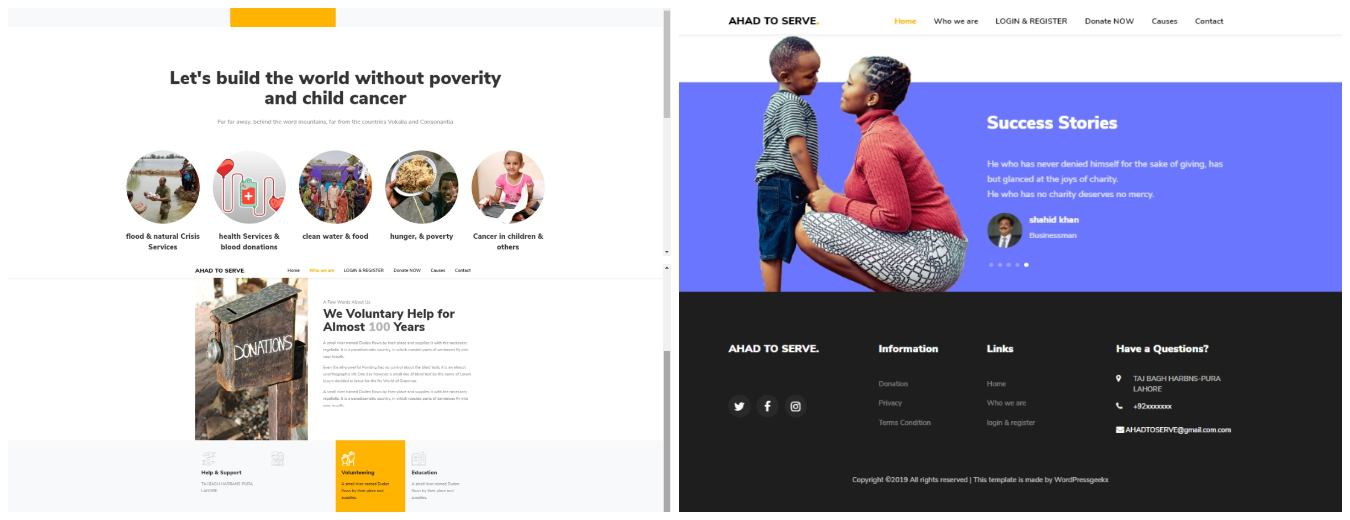 Let's build the world without poverity
and child cancer
Far far away, behind the word mountains, far from the countries Vokalia and Consonantia
flood & natural Crisis
Services
health Services &
blood donations
clean water & food
hunger, & poverty
Cancer in children &
others
AHAD TO SERVE
Home Who we are LOGIN & REGISTER Donate NOW Causes Contact
DONATIONS
A Few Words About Us
We Voluntary Help for
Almost 100 Years
A small river named Duden flows by their place and supplies it with the necessary
regelialia. It is a paradisematic country, in which roasted parts of sentences fly into
your mouth.
Even the all-powerful Pointing has no control about the blind texts it is an almost
unorthographic life One day however a small line of blind text by the name of Lorem
Ipsum decided to leave for the far World of Grammar.
A small river named Duden flows by their place and supplies it with the necessary
regelialia. It is a paradisematic country, in which roasted parts of sentences fly into
your mouth.
Help & Support
TAJ BAGH HARBNS PURA
LAHORE
Volunteering
A small river named Duden
flows by their place and
supplies.
Education
A small river named Duden
flows by their place and
supplies.
AHAD TO SERVE.
Home Who we are LOGIN & REGISTER Donate NOW Causes Contact
Success Stories
He who has never denied himself for the sake of giving, has
but glanced at the joys of charity.
He who has no charity deserves no mercy.
shahid khan
Businessman
AHAD TO SERVE.
Information
Donation
Privacy
Terms Condition
Links
Home
Who we are
login & register
Have a Questions?
TAJ BAGH HARBNS-PURA
LAHORE
+92xxxxxxx
AHADTOSERVE@gmail.com.com
Copyright ©2019 All rights reserved | This template is made by WordPressgeekx